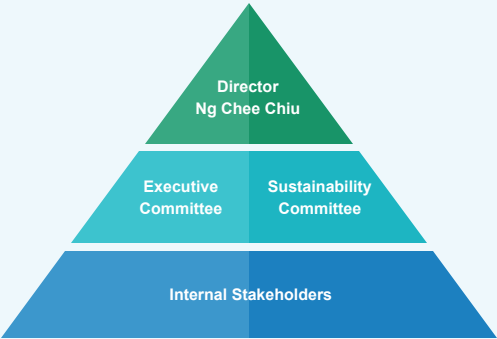 Director
Ng Chee Chiu
Executive
Committee
Sustainability
Committee
Internal Stakeholders